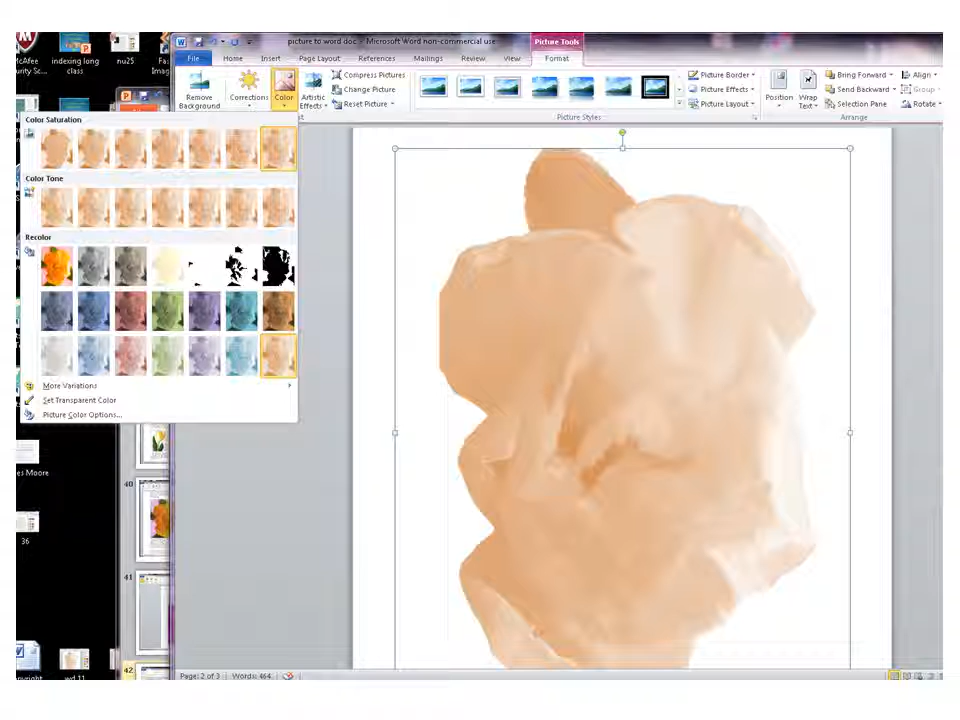 McAfee
indexing long
class
nu25
picture to word doc - Microsoft Word non-commercial use
Picture Tools
File Home Insert Page Layout References Mailings Review View Format
Remove
Background
Corrections
Color
Artistic
Effects
Compress Pictures
Change Picture
Reset Picture
Picture Border
Picture Effects
Picture Layout
Position
Wrap
Text
Bring Forward
Send Backward
Selection Pane
Align
Group
Rotate
Picture Styles
Arrange
Color Saturation
Color Tone
Recolor
More Variations
Set Transparent Color
Picture Color Options...
es Moore
36
40
41
42
wd 11
Page: 2 of 3 Words: 464